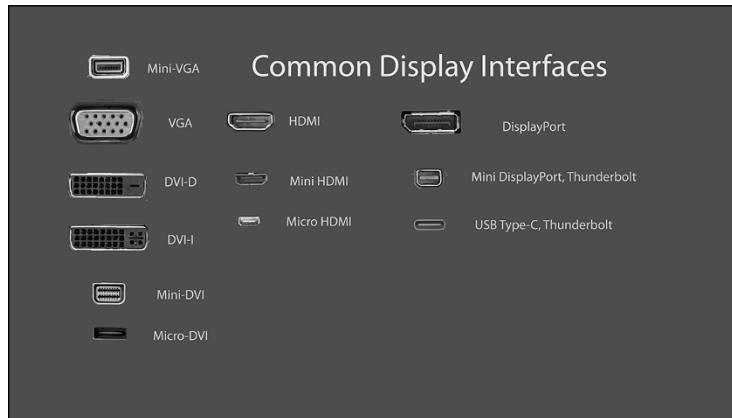 Common Display Interfaces
Mini-VGA
VGA
DVI-D
DVI-I
Mini-DVI
Micro-DVI
HDMI
Mini HDMI
Micro HDMI
DisplayPort
Mini DisplayPort, Thunderbolt
USB Type-C, Thunderbolt